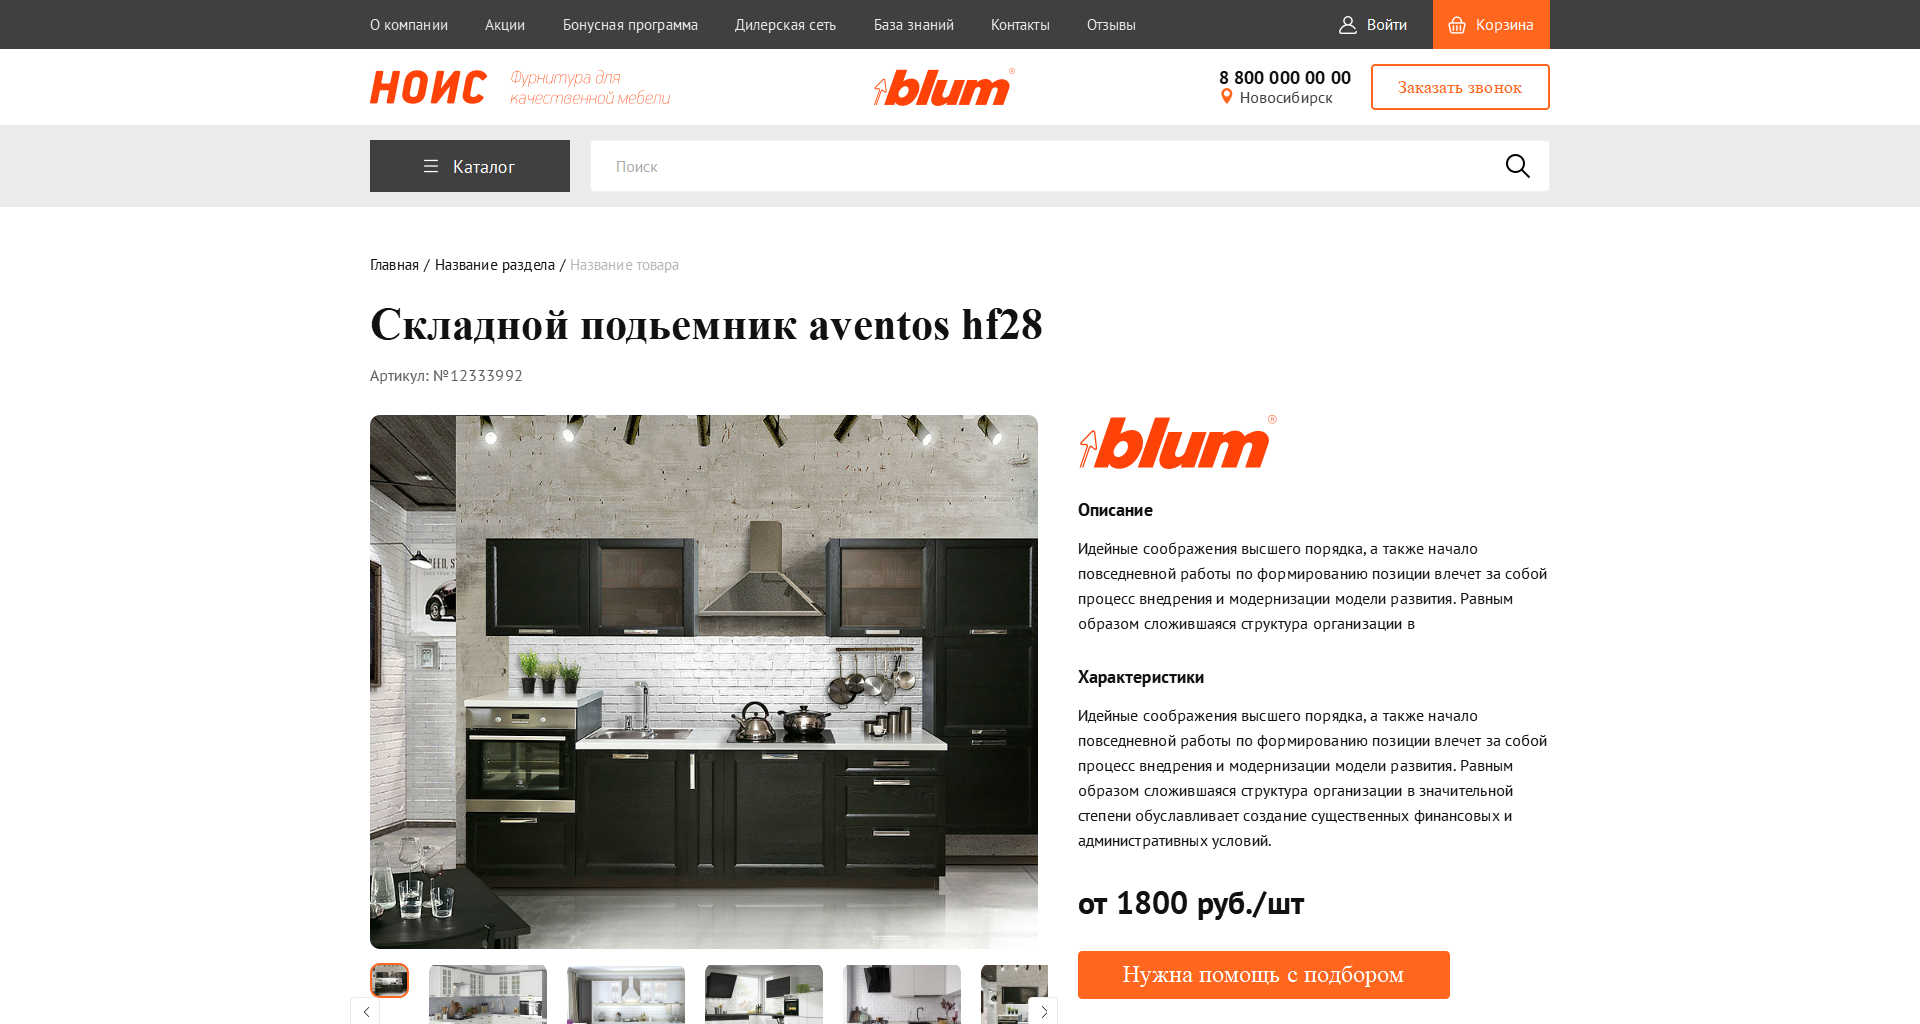 О компании Акции Бонусная программа Дилерская сеть База знаний Контакты Отзывы Войти Корзина
НОИС Фурнитура для качественной мебели blum® 8 800 000 00 00 Заказать звонок
Новосибирск
Каталог Поиск
Главная / Название раздела / Название товара
Складной подьемник aventos hf28
Артикул: №12333992
blum®
Описание
Идейные соображения высшего порядка, а также начало
повседневной работы по формированию позиции влечет за собой
процесс внедрения и модернизации модели развития. Равным
образом сложившаяся структура организации в
Характеристики
Идейные соображения высшего порядка, а также начало
повседневной работы по формированию позиции влечет за собой
процесс внедрения и модернизации модели развития. Равным
образом сложившаяся структура организации в значительной
степени обуславливает создание существенных финансовых и
административных условий.
от 1800 руб./шт
Нужна помощь с подбором